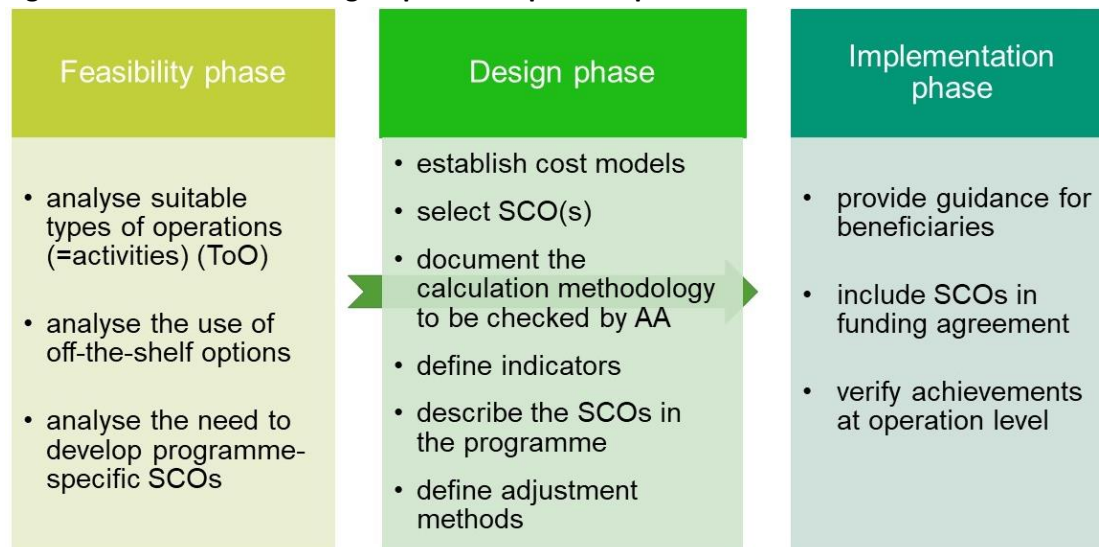 Feasibility phase
• analyse suitable
types of operations
(=activities) (ToO)
• analyse the use of
off-the-shelf options
• analyse the need to
develop programme-
specific SCOs
Design phase
• establish cost models
• select SCO(s)
• document the
calculation methodology
to be checked by AA
• define indicators
• describe the SCOs in
the programme
• define adjustment
methods
Implementation
phase
• provide guidance for
beneficiaries
• include SCOs in
funding agreement
• verify achievements
at operation level